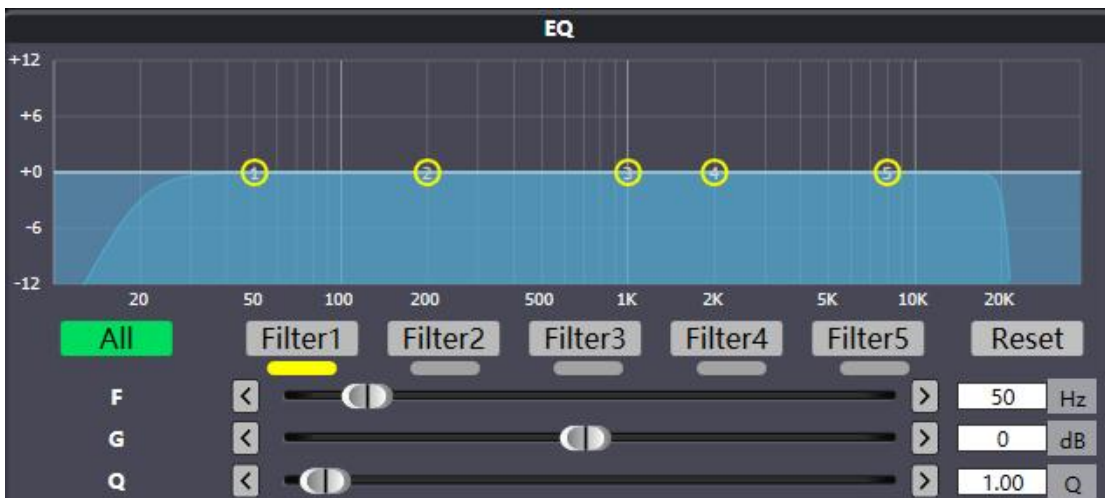 EQ
+12
+6
+0
-6
-12
1 2 3 4 5
20 50 100 200 500 1K 2K 5K 10K 20K
All Filter1 Filter2 Filter3 Filter4 Filter5 Reset
F < > 50 Hz
G < > 0 dB
Q < > 1.00 Q